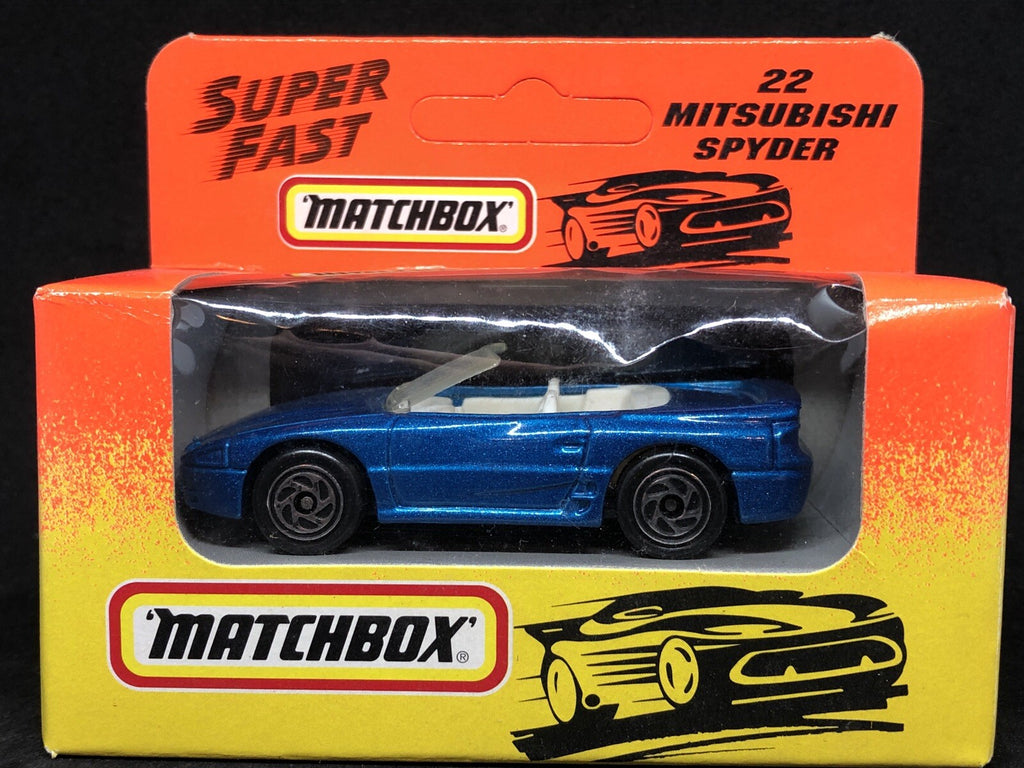 SUPER
FAST
22
MITSUBISHI
SPYDER
'MATCHBOX'®
'MATCHBOX'®